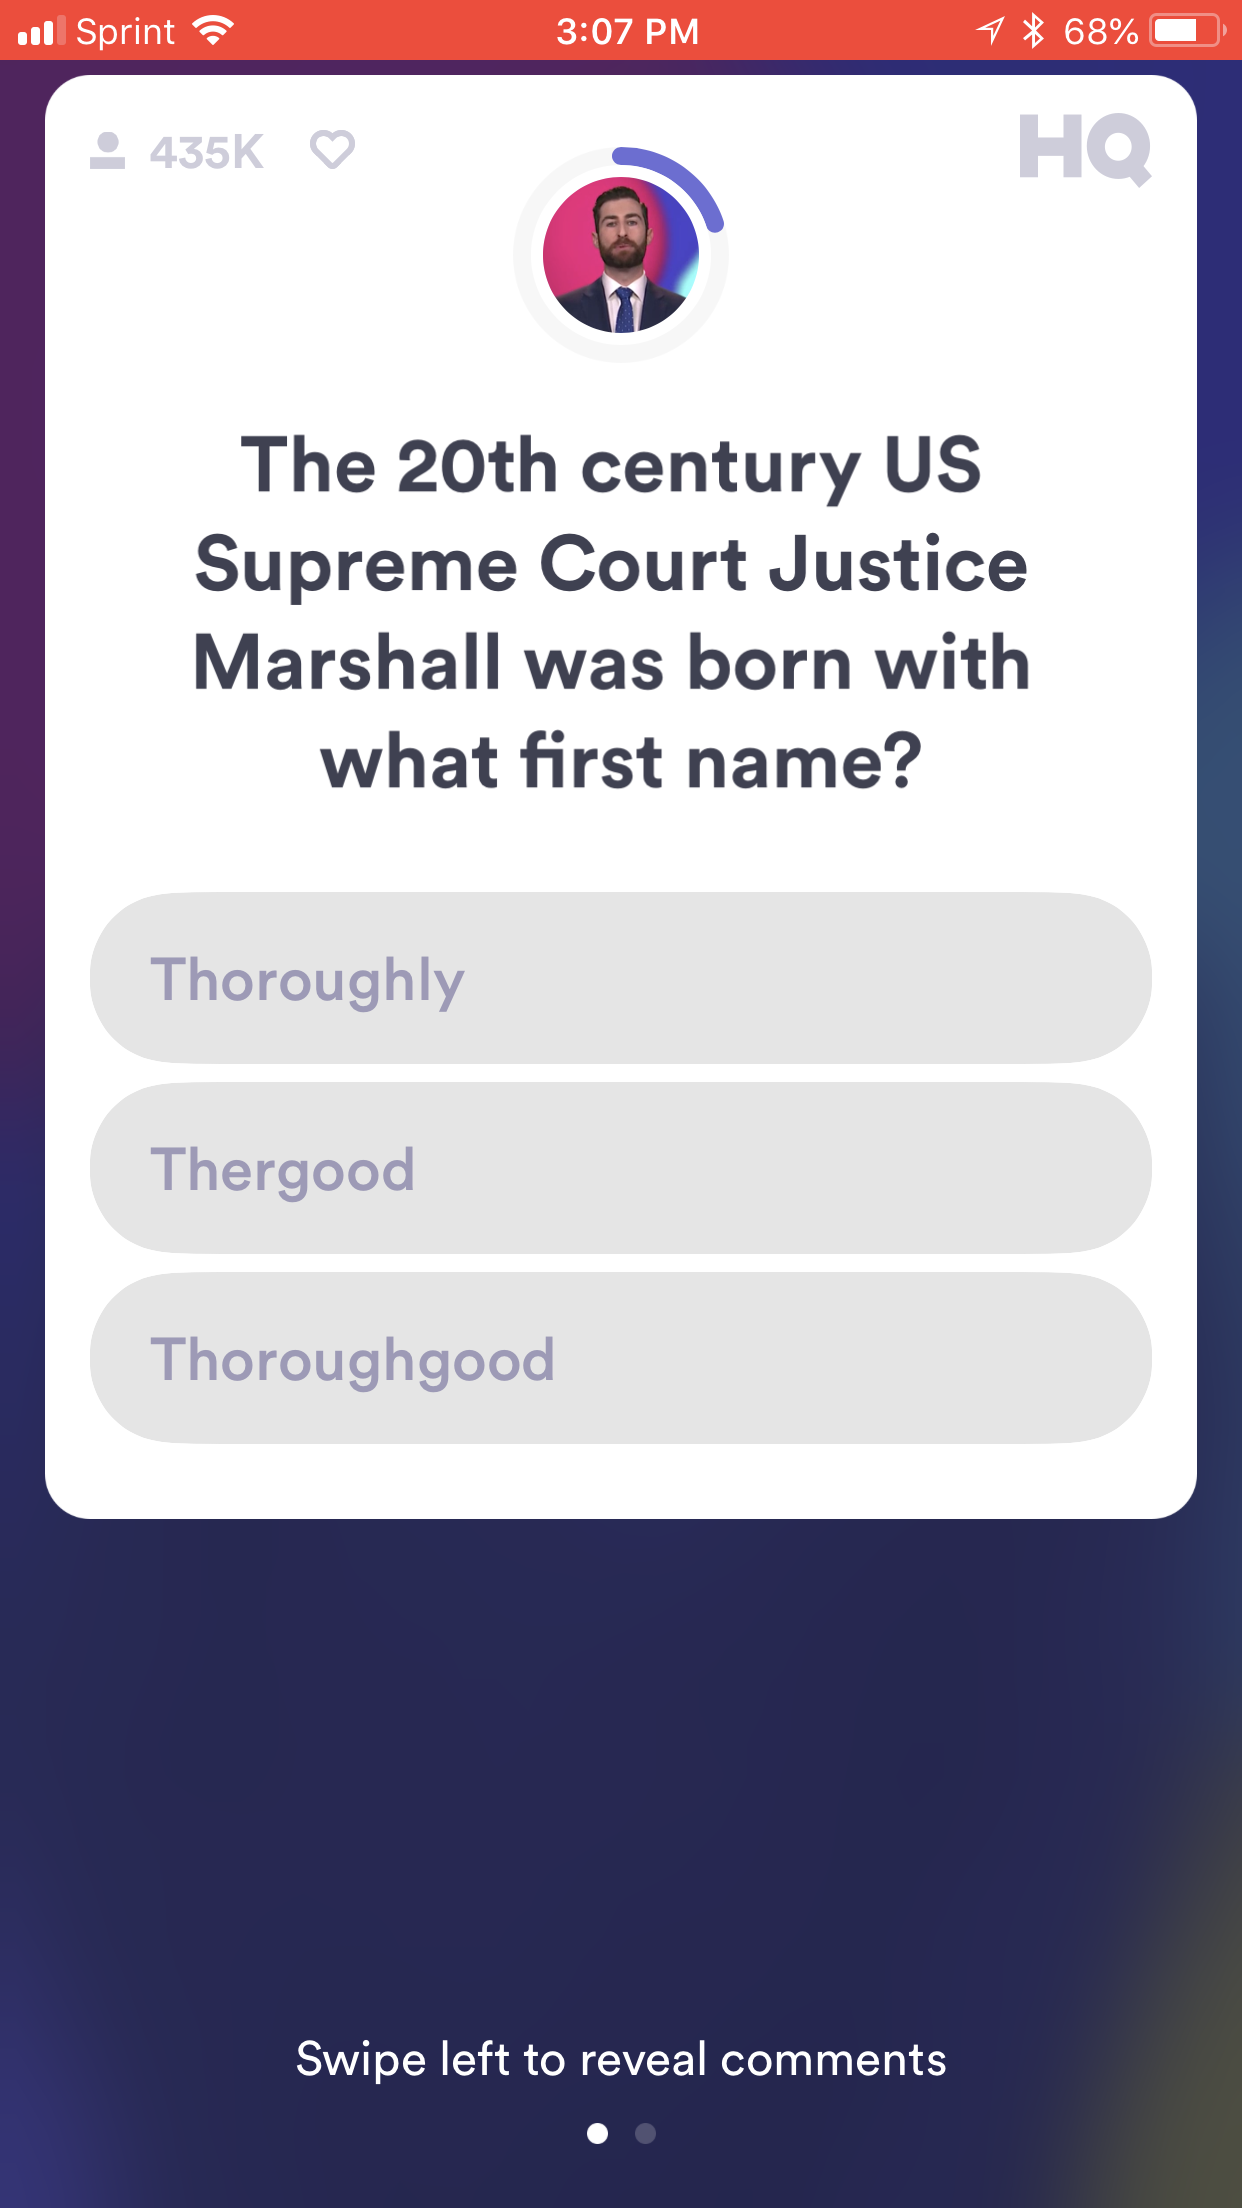 Sprint 3:07 PM 68%
435K HQ
The 20th century US
Supreme Court Justice
Marshall was born with
what first name?
Thoroughly
Thergood
Thoroughgood
Swipe left to reveal comments